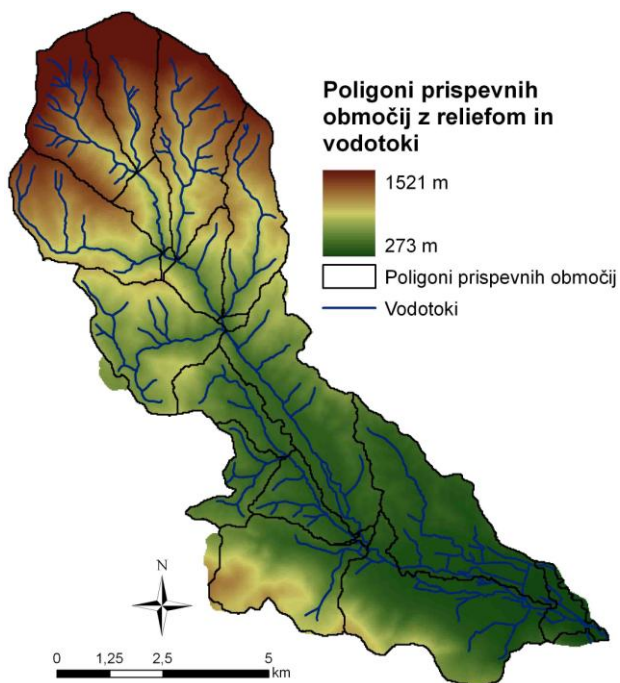 Poligoni prispevnih
območij z reliefom in
vodotoki
1521 m
273 m
Poligoni prispevnih območij
Vodotoki
N
0 1,25 2,5 5
km